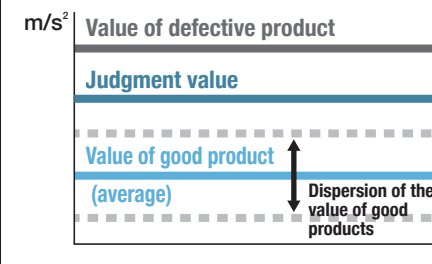 m/s²
Value of defective product
Judgment value
Value of good product
(average)
Dispersion of the
value of good
products